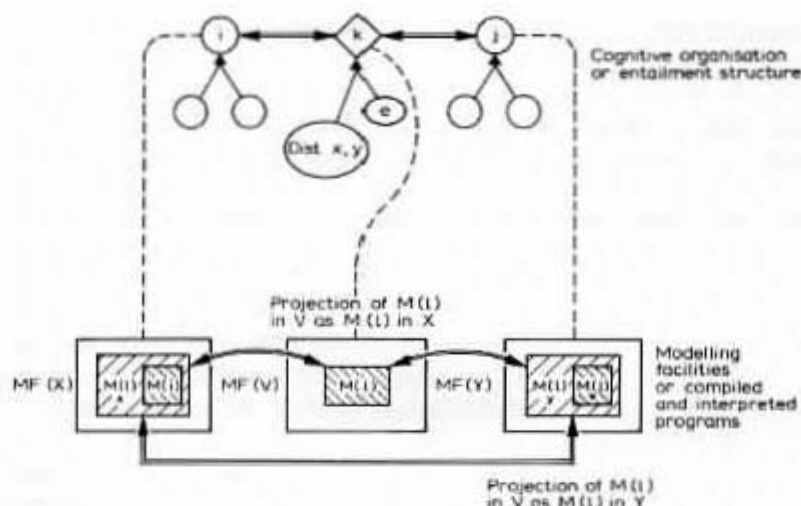 i
k
j
Cognitive organisation
or entailment structure
e
Dist x, y
Projection of M(l)
in V as M(l) in X
Modelling
facilities
or compiled
and interpreted
programs
MF(X)
M(l)
x
M(i)
MF(V)
M(l)
MF(Y)
M(l)
y
M(j)
Projection of M(l)
in V as M(l) in Y